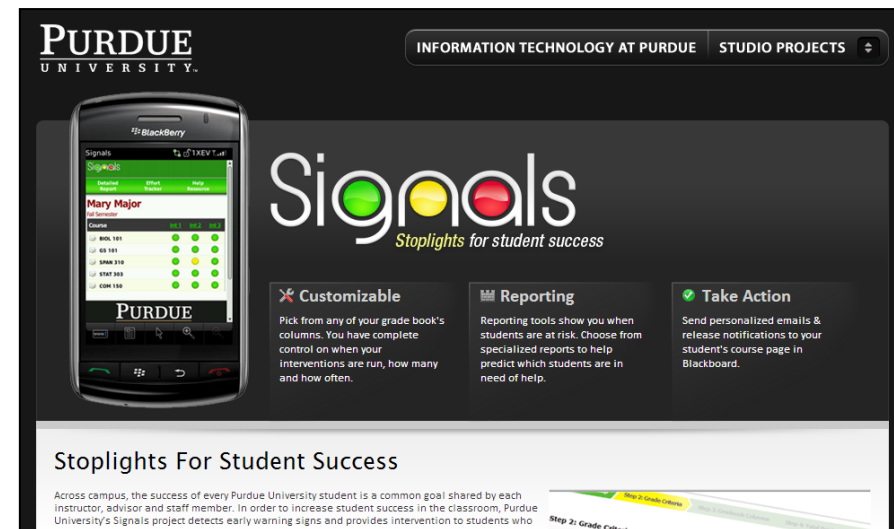 PURDUE
UNIVERSITY™
INFORMATION TECHNOLOGY AT PURDUE
STUDIO PROJECTS
BlackBerry
Signals
1XEV
Signals
Detailed Report
Effort Tracker
Help Resource
Mary Major
Fall Semester
Course Int.1 Int.2 Int.3
BIOL 101
GS 101
SPAN 310
STAT 303
COM 150
PURDUE
Signals
Stoplights for student success
Customizable
Pick from any of your grade book's
columns. You have complete
control on when your
interventions are run, how many
and how often.
Reporting
Reporting tools show you when
students are at risk. Choose from
specialized reports to help
predict which students are in
need of help.
Take Action
Send personalized emails &
release notifications to your
student's course page in
Blackboard.
Stoplights For Student Success
Across campus, the success of every Purdue University student is a common goal shared by each
instructor, advisor and staff member. In order to increase student success in the classroom, Purdue
University's Signals project detects early warning signs and provides intervention to students who
Step 2: Grade Criteria
Step 2: Grade